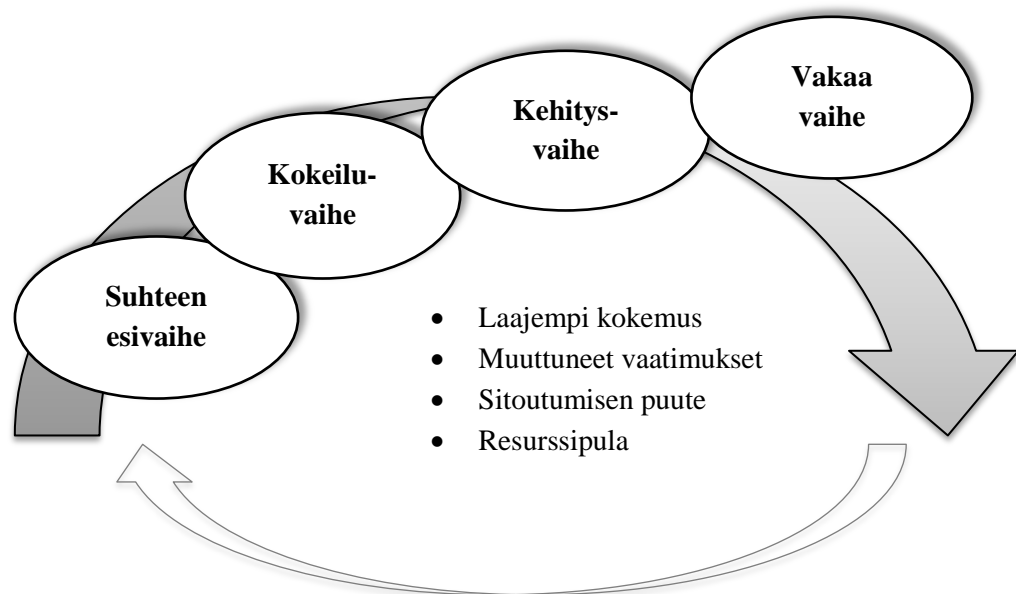 Suhteen
esivaihe
Kokeilu-
vaihe
Kehitys-
vaihe
Vakaa
vaihe
• Laajempi kokemus
• Muuttuneet vaatimukset
• Sitoutumisen puute
• Resurssipula